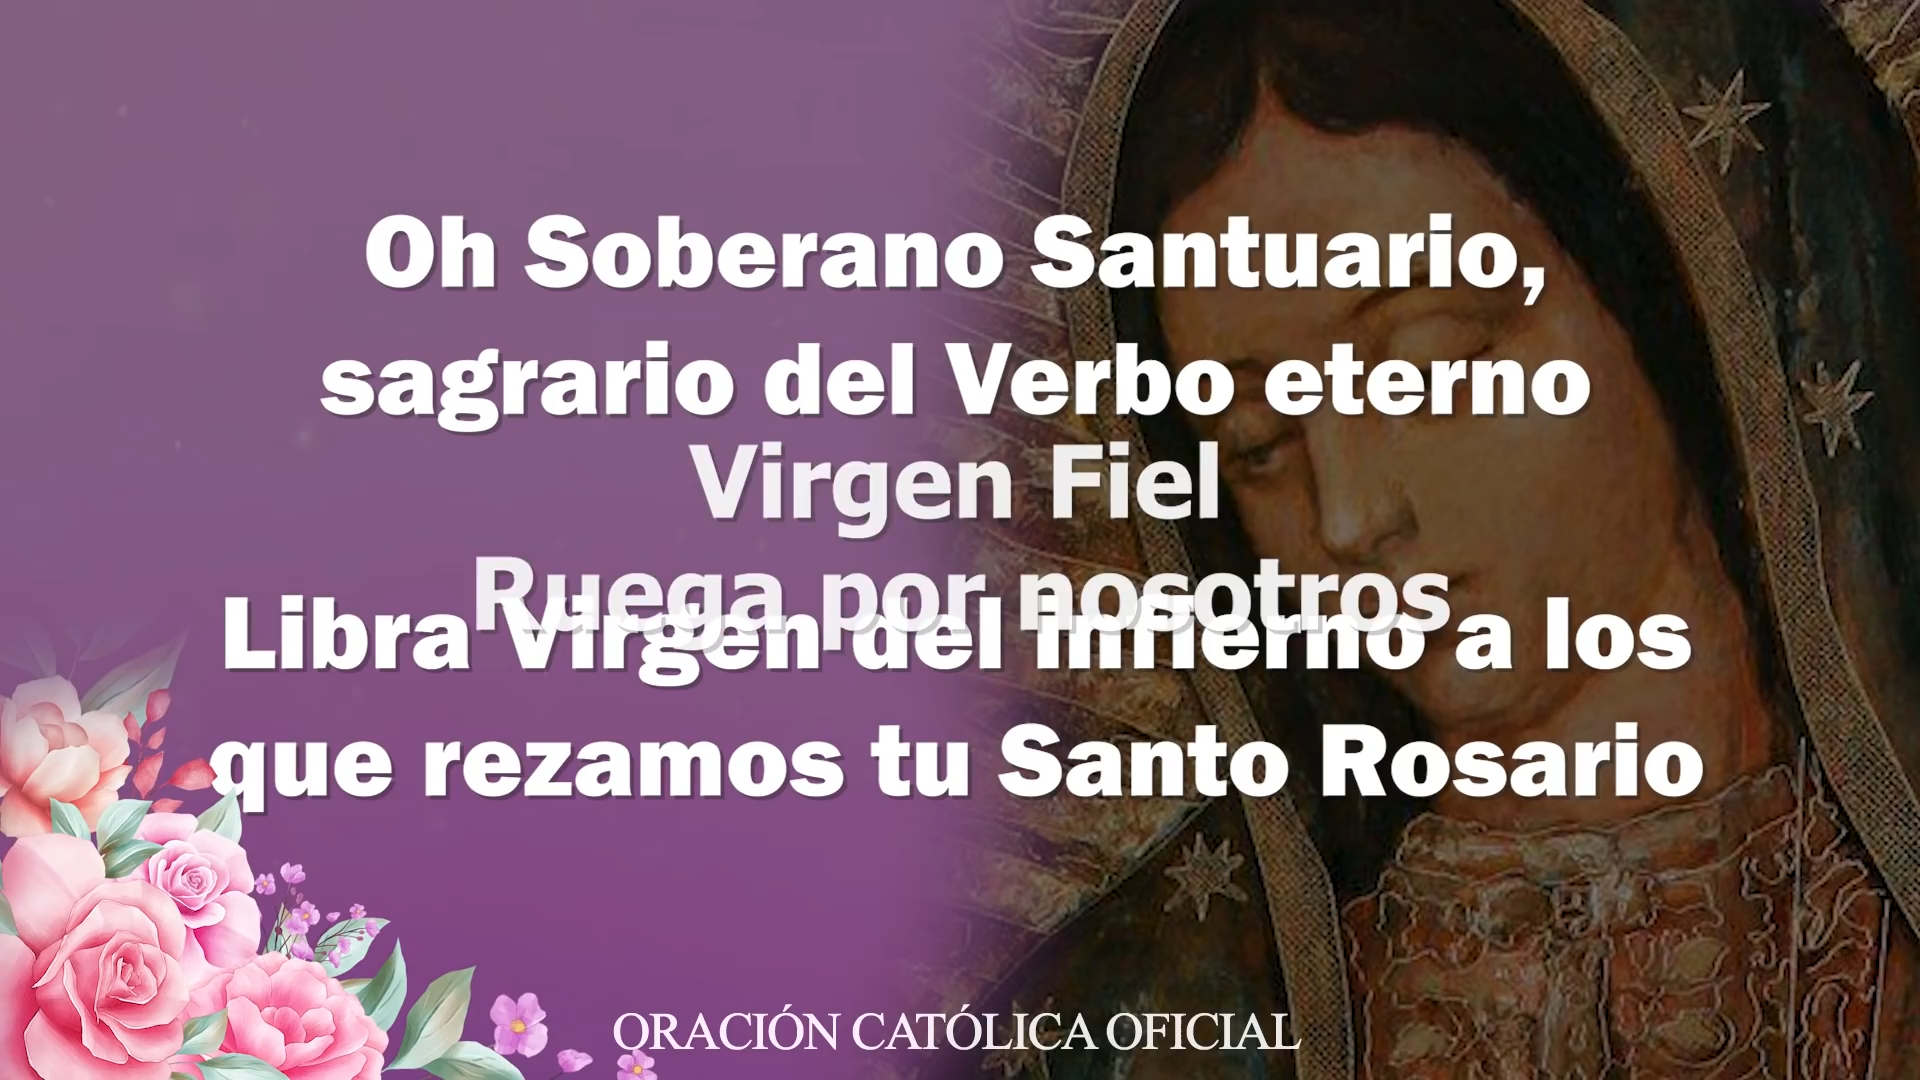 Oh Soberano Santuario,
sagrario del Verbo eterno
Virgen Fiel
Ruega por nosotros
Libra Virgen del infierno a los
que rezamos tu Santo Rosario
ORACIÓN CATÓLICA OFICIAL